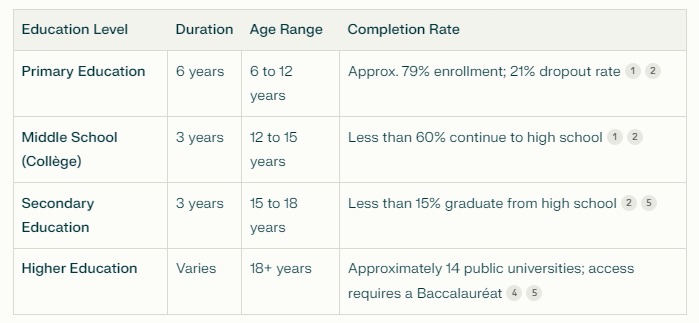 Education Level Duration Age Range Completion Rate
Primary Education 6 years 6 to 12 Approx. 79% enrollment; 21% dropout rate 1 2
years
Middle School 3 years 12 to 15 Less than 60% continue to high school 1 2
(Collège) years
Secondary 3 years 15 to 18 Less than 15% graduate from high school 2 5
Education years
Higher Education Varies 18+ years Approximately 14 public universities; access
requires a Baccalauréat 4 5